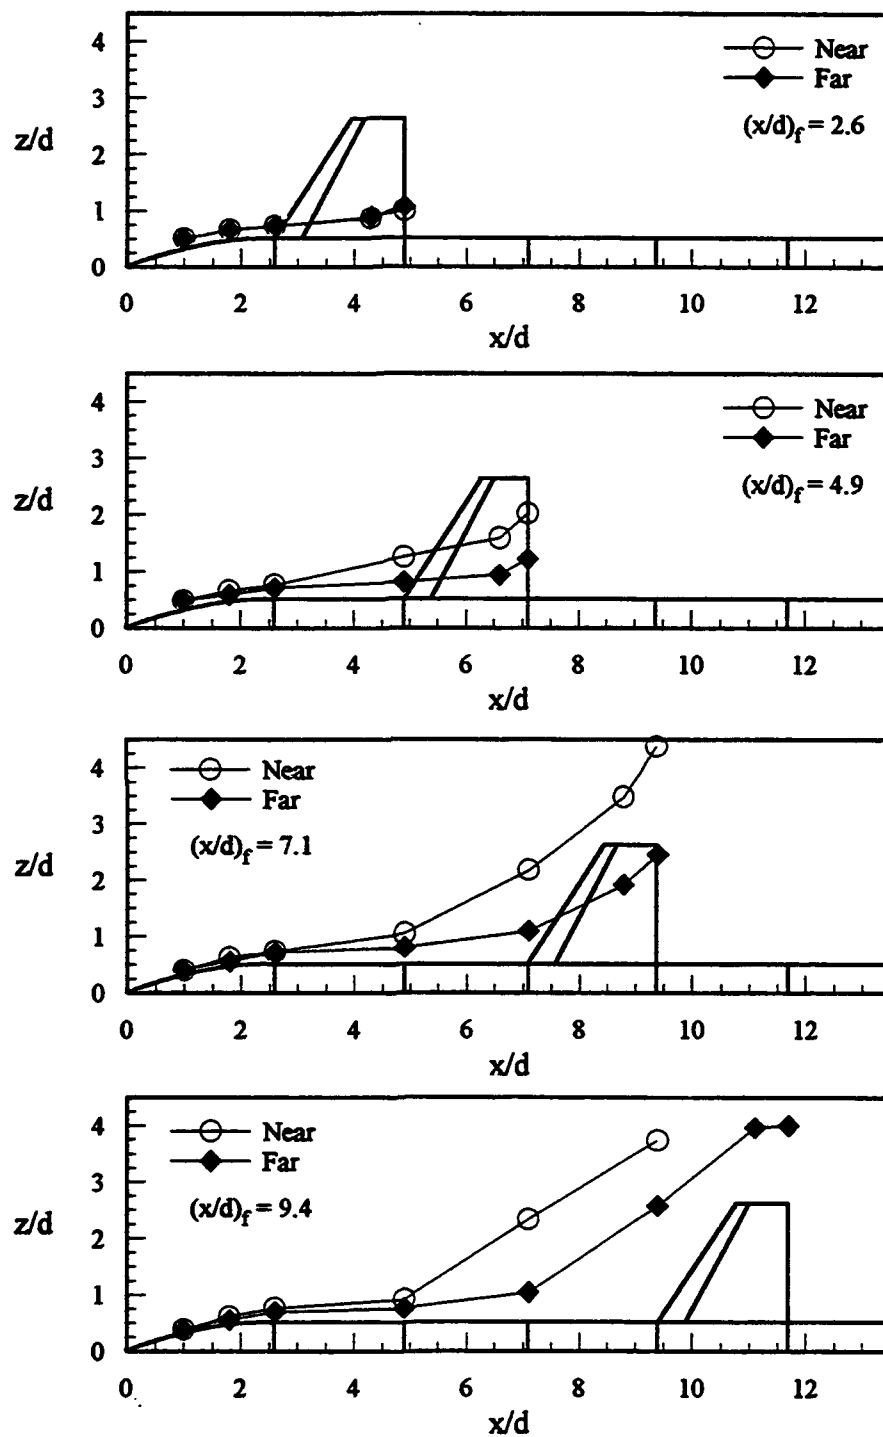 4
3
z/d
2
1
0
Near
Far
(x/d)f = 2.6
0 2 4 6 8 10 12
x/d
4
3
z/d
2
1
0
Near
Far
(x/d)f = 4.9
0 2 4 6 8 10 12
x/d
4
3
z/d
2
1
0
Near
Far
(x/d)f = 7.1
0 2 4 6 8 10 12
x/d
4
3
z/d
2
1
0
Near
Far
(x/d)f = 9.4
0 2 4 6 8 10 12
x/d